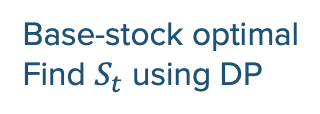 Base-stock optimal
Find Sₜ using DP